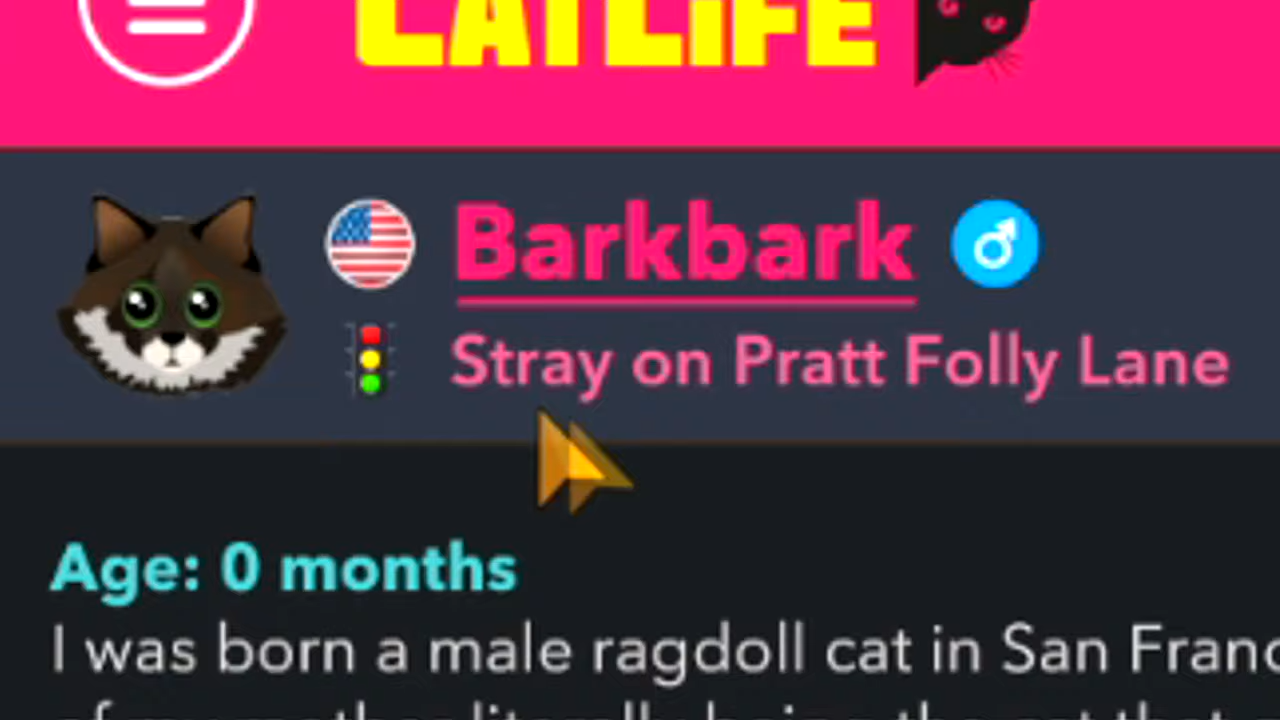 CATLiFE
Barkbark
Stray on Pratt Folly Lane
Age: 0 months
I was born a male ragdoll cat in San Franc